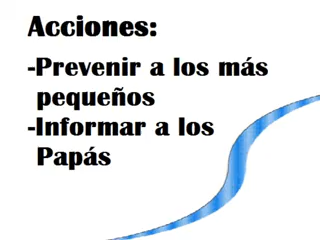 Acciones:
-Prevenir a los más
pequeños
-Informar a los
Papás